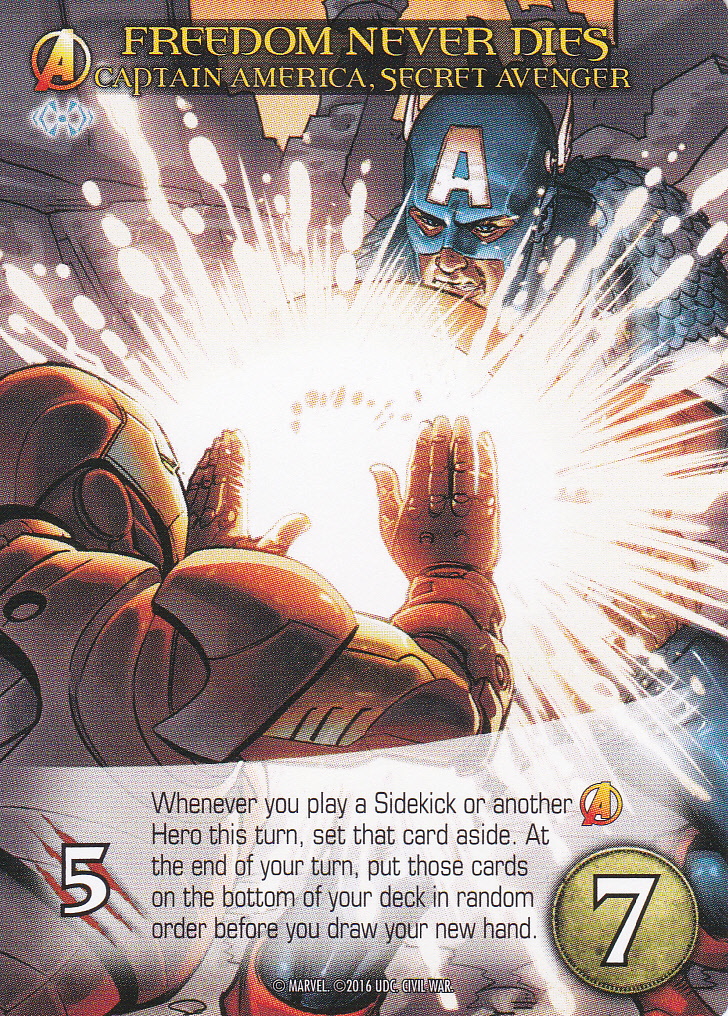 FREEDOM NEVER DIES
CAPTAIN AMERICA, SECRET AVENGER
A
A
Whenever you play a Sidekick or another
Hero this turn, set that card aside. At
the end of your turn, put those cards
on the bottom of your deck in random
order before you draw your new hand.
5
7
© MARVEL. ©2016 UDC. CIVIL WAR.